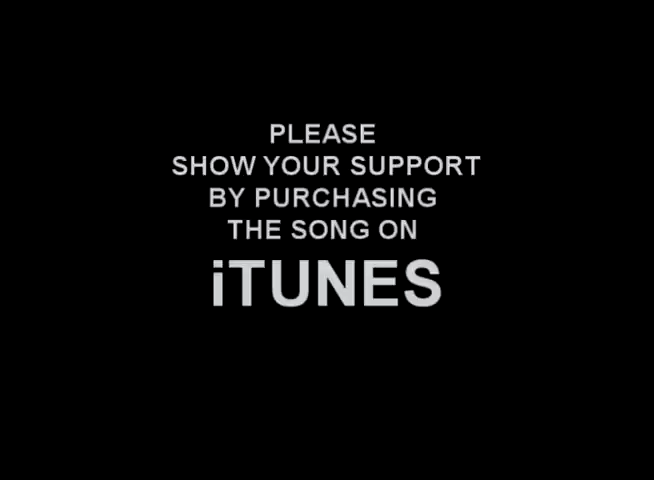 PLEASE
SHOW YOUR SUPPORT
BY PURCHASING
THE SONG ON
iTUNES